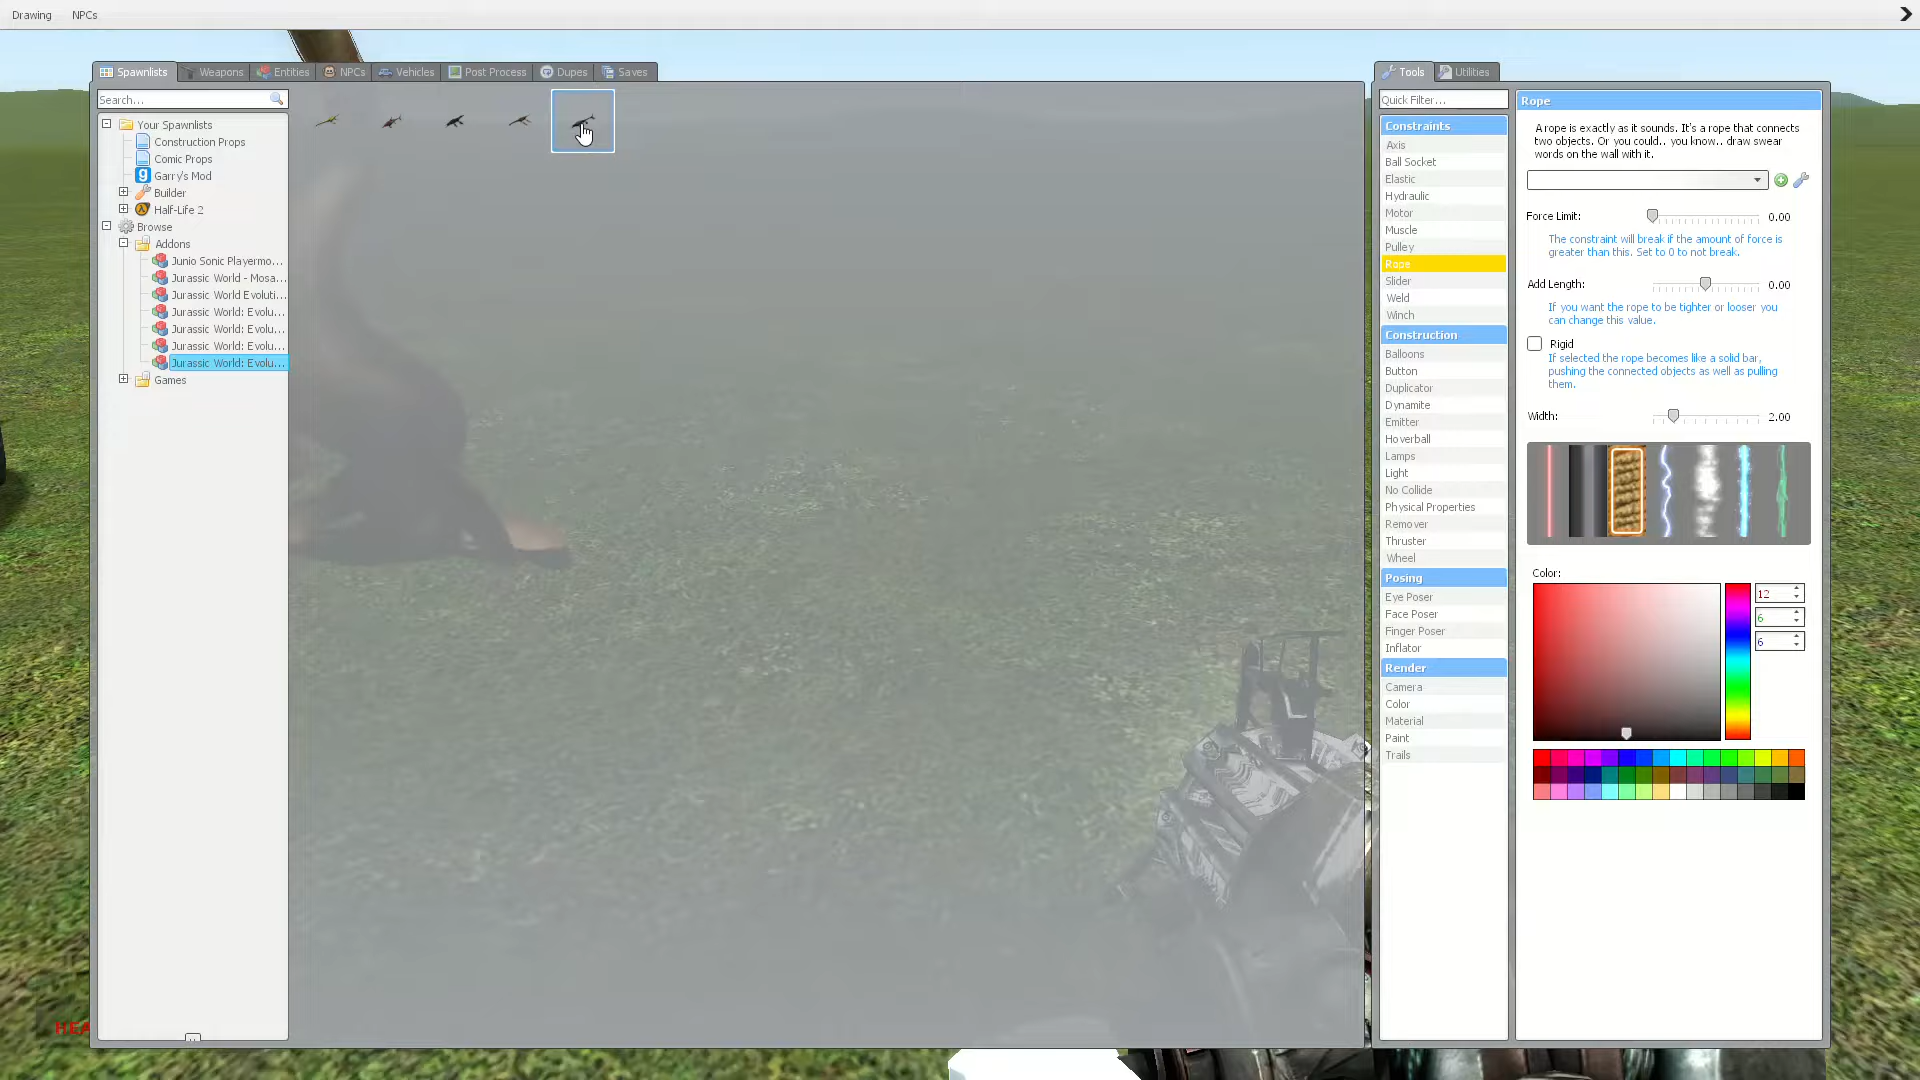 Drawing NPCs
Spawnlists Weapons Entities NPCs Vehicles Post Process Dupes Saves
Tools Utilities
Search...
Your Spawnlists
Construction Props
Comic Props
Garry's Mod
Builder
Half-Life 2
Browse
Addons
Junio Sonic Playermo...
Jurassic World - Mosa...
Jurassic World Evoluti...
Jurassic World: Evolu...
Jurassic World: Evolu...
Jurassic World: Evolu...
Jurassic World: Evolu...
Games
HEA
Quick Filter...
Constraints
Axis
Ball Socket
Elastic
Hydraulic
Motor
Muscle
Pulley
Rope
Slider
Weld
Winch
Construction
Balloons
Button
Duplicator
Dynamite
Emitter
Hoverball
Lamps
Light
No Collide
Physical Properties
Remover
Thruster
Wheel
Posing
Eye Poser
Face Poser
Finger Poser
Inflator
Render
Camera
Color
Material
Paint
Trails
Rope
A rope is exactly as it sounds. It's a rope that connects
two objects. Or you could.. you know.. draw swear
words on the wall with it.
Force Limit: 0.00
The constraint will break if the amount of force is
greater than this. Set to 0 to not break.
Add Length: 0.00
If you want the rope to be tighter or looser you
can change this value.
Rigid
If selected the rope becomes like a solid bar,
pushing the connected objects as well as pulling
them.
Width: 2.00
Color:
12
6
6